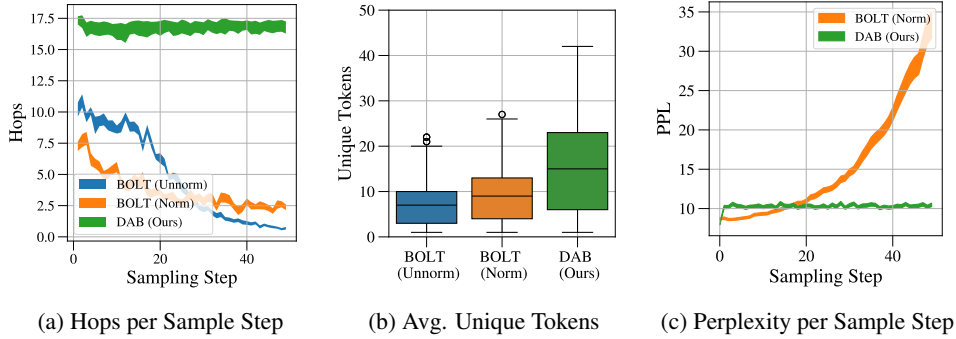 17.5
15.0
12.5
10.0
7.5
5.0
2.5
0.0
Hops
BOLT (Unnorm)
BOLT (Norm)
DAB (Ours)
0
20
40
Sampling Step
(a) Hops per Sample Step
50
40
30
20
10
0
Unique Tokens
BOLT
(Unnorm)
BOLT
(Norm)
DAB
(Ours)
(b) Avg. Unique Tokens
35
30
25
20
15
10
PPL
BOLT (Norm)
DAB (Ours)
0
20
40
Sampling Step
(c) Perplexity per Sample Step